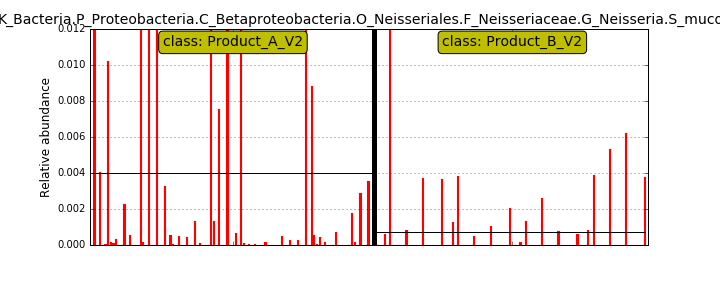 K_Bacteria.P_Proteobacteria.C_Betaproteobacteria.O_Neisseriales.F_Neisseriaceae.G_Neisseria.S_muco
class: Product_A_V2 class: Product_B_V2
0.012
0.010
0.008
0.006
0.004
0.002
0.000
Relative abundance